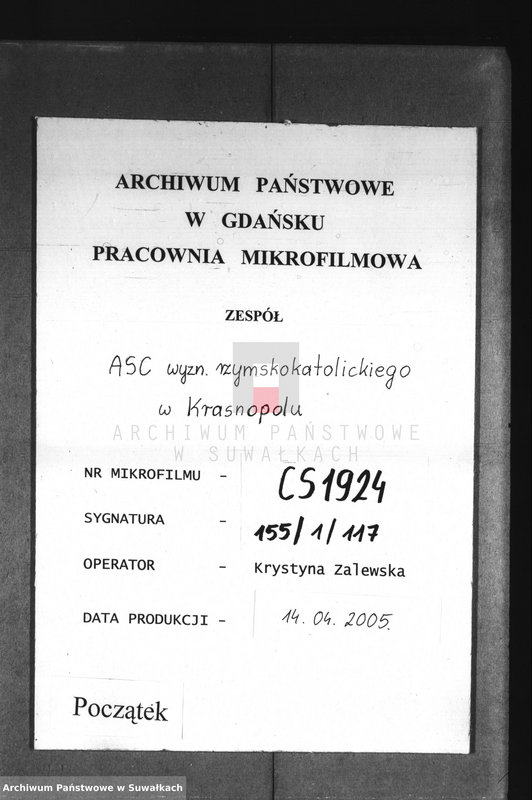 ARCHIWUM PAŃSTWOWE
W GDAŃSKU
PRACOWNIA MIKROFILMOWA
ZESPÓŁ
ASC wyzn. rzymskokatolickiego
w Krasnopolu
ARCHIWUM PAŃSTWOWE
W SUWAŁKACH
NR MIKROFILMU – CS1924
SYGNATURA – 155/1/117
OPERATOR – Krystyna Zalewska
DATA PRODUKCJI – 14.04.2005.
Początek
Archiwum Państwowe w Suwałkach